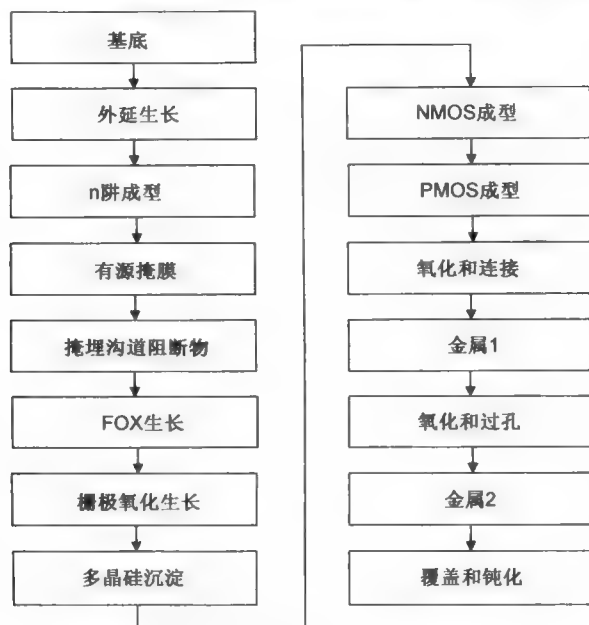 基底
外延生长
n阱成型
有源掩膜
掩埋沟道阻断物
FOX生长
栅极氧化生长
多晶硅沉淀
NMOS成型
PMOS成型
氧化和连接
金属1
氧化和过孔
金属2
覆盖和钝化